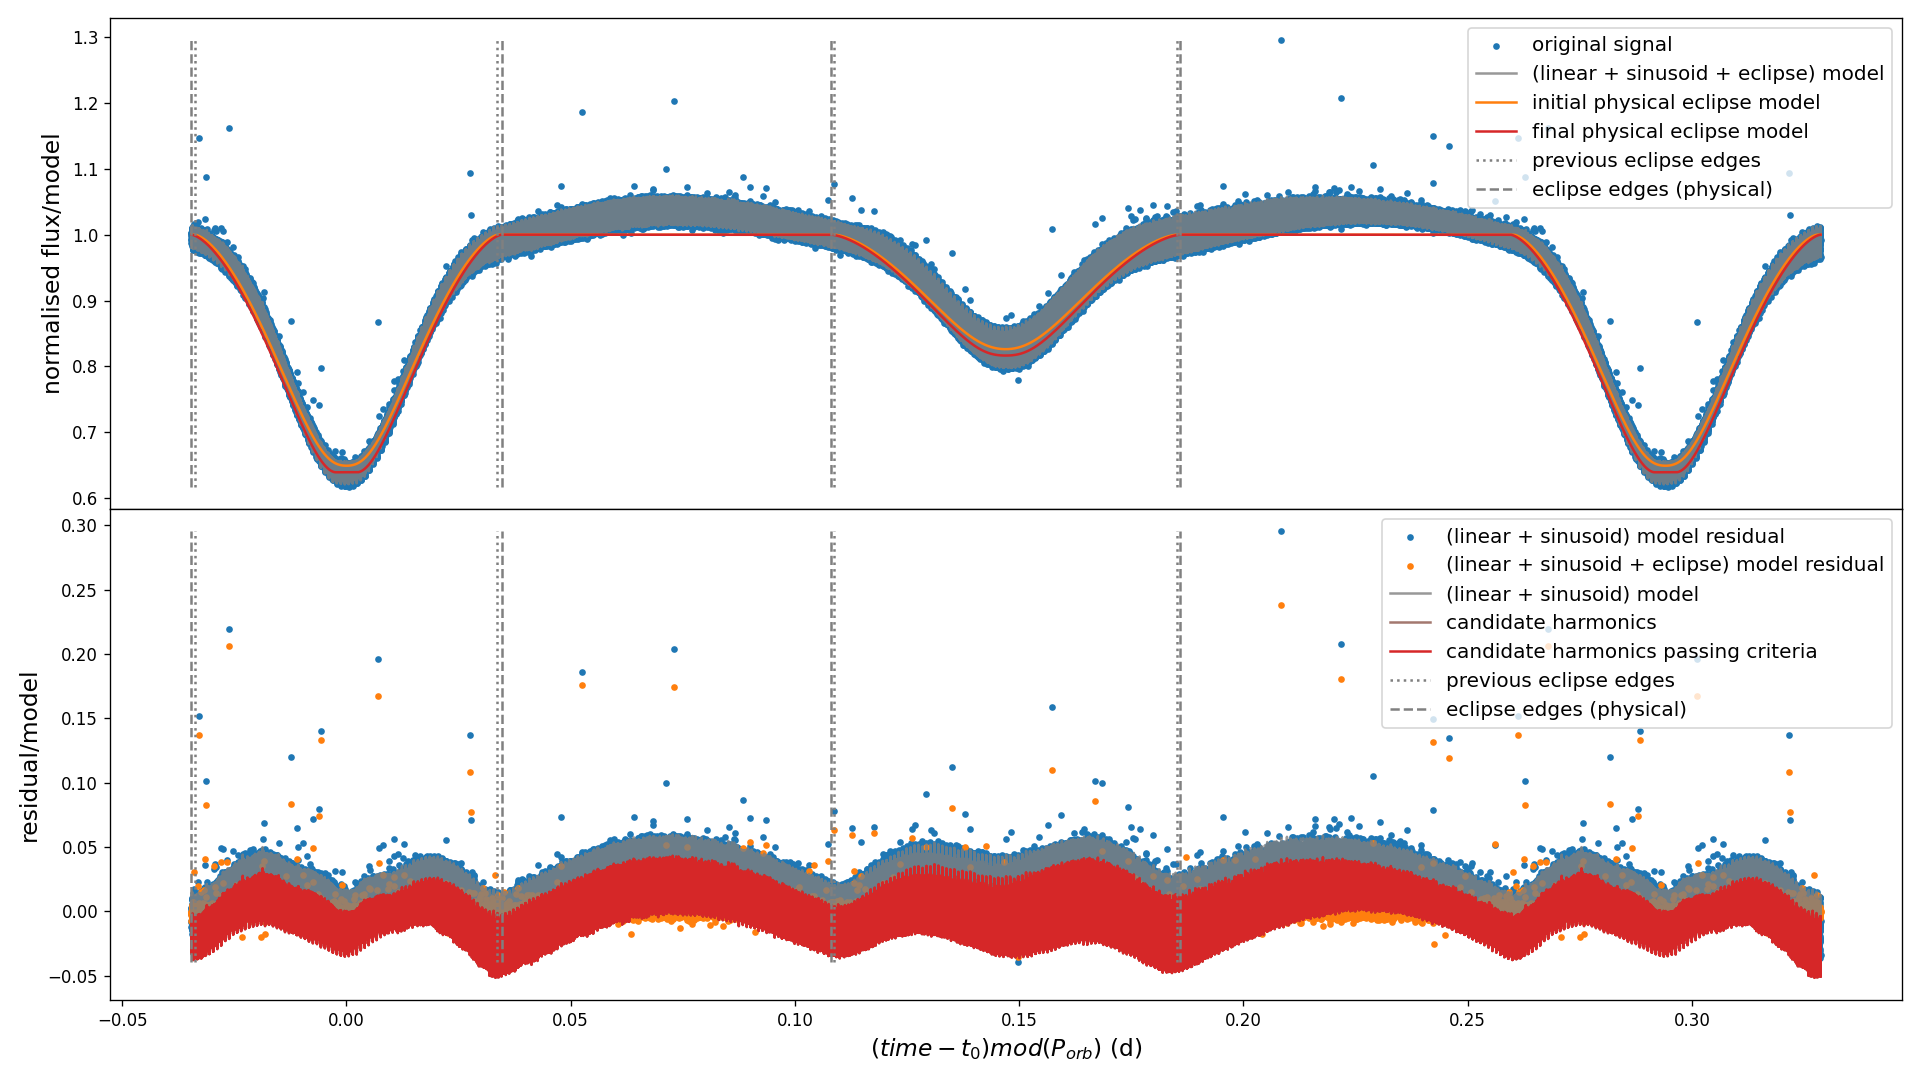 normalised flux/model
1.3
1.2
1.1
1.0
0.9
0.8
0.7
0.6
original signal
(linear + sinusoid + eclipse) model
initial physical eclipse model
final physical eclipse model
previous eclipse edges
eclipse edges (physical)
residual/model
0.30
0.25
0.20
0.15
0.10
0.05
0.00
−0.05
(linear + sinusoid) model residual
(linear + sinusoid + eclipse) model residual
(linear + sinusoid) model
candidate harmonics
candidate harmonics passing criteria
previous eclipse edges
eclipse edges (physical)
−0.05 0.00 0.05 0.10 0.15 0.20 0.25 0.30
(time − t₀)mod(P_orb) (d)